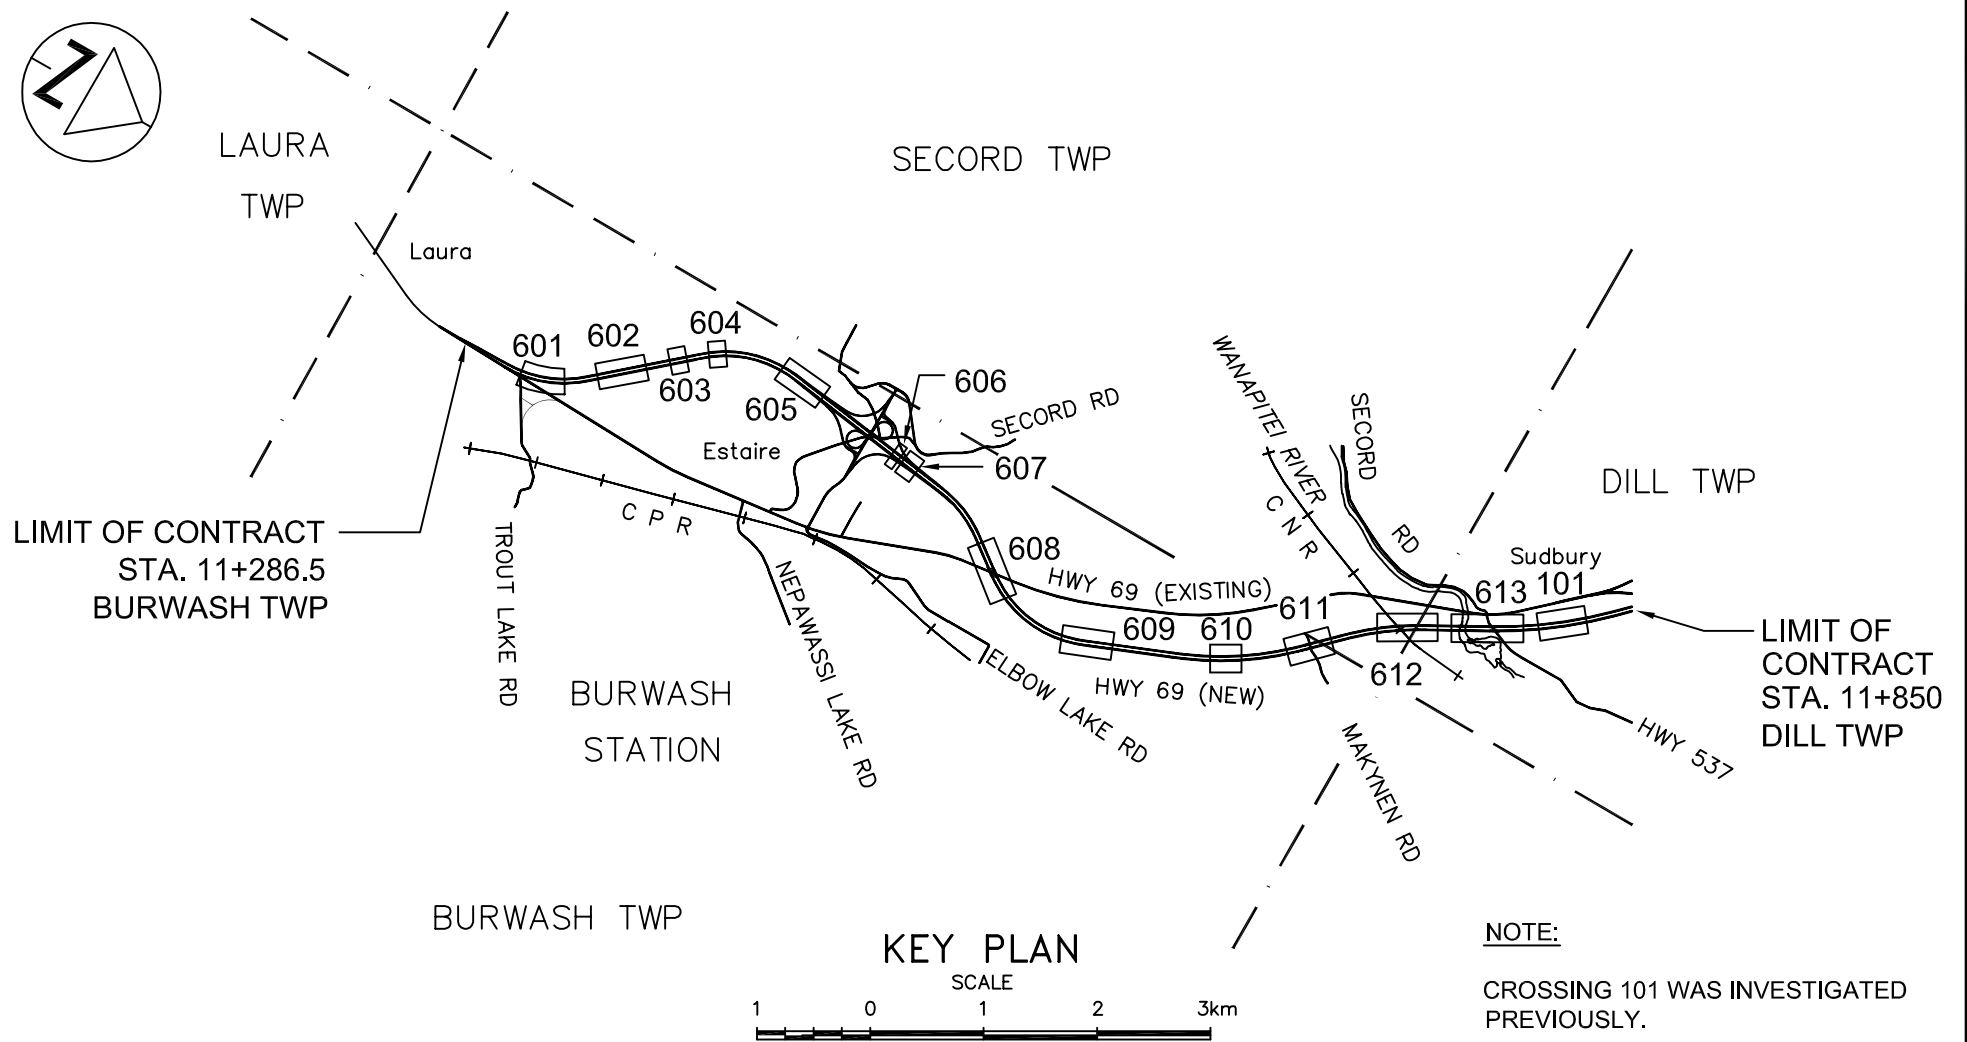 LAURA
TWP
SECORD TWP
Laura
601
602
603
604
605
606
SECORD RD
607
Estaire
WANAPITEI RIVER
C N R
SECORD
RD
DILL TWP
LIMIT OF CONTRACT
STA. 11+286.5
BURWASH TWP
C P R
TROUT LAKE RD
NEPAWASSI LAKE RD
608
HWY 69 (EXISTING)
Sudbury
609
610
611
612
613
101
HWY 69 (NEW)
ELBOW LAKE RD
BURWASH
STATION
MAKYNEN RD
HWY 537
LIMIT OF
CONTRACT
STA. 11+850
DILL TWP
BURWASH TWP
KEY PLAN
SCALE
1 0 1 2 3km
NOTE:
CROSSING 101 WAS INVESTIGATED
PREVIOUSLY.